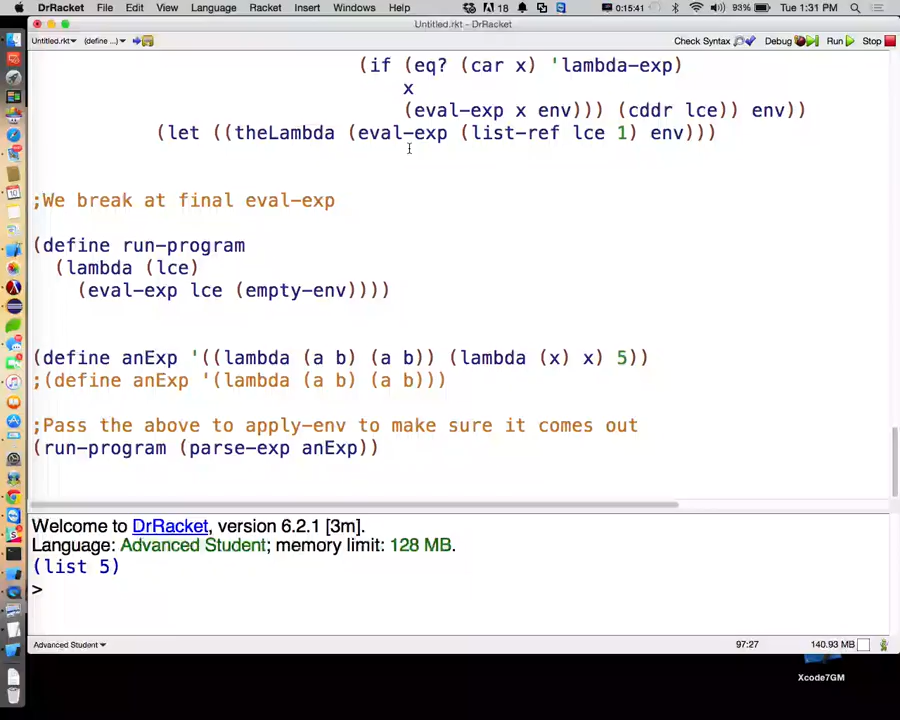 DrRacket File Edit View Language Racket Insert Windows Help 18 0:15:41 93% Tue 1:31 PM
Untitled.rkt - DrRacket
Untitled.rkt (define ...) Check Syntax Debug Run Stop
(if (eq? (car x) 'lambda-exp)
x
(eval-exp x env))) (cddr lce)) env))
(let ((theLambda (eval-exp (list-ref lce 1) env)))
;We break at final eval-exp
(define run-program
(lambda (lce)
(eval-exp lce (empty-env))))
(define anExp '((lambda (a b) (a b)) (lambda (x) x) 5))
;(define anExp '(lambda (a b) (a b)))
;Pass the above to apply-env to make sure it comes out
(run-program (parse-exp anExp))
Welcome to DrRacket, version 6.2.1 [3m].
Language: Advanced Student; memory limit: 128 MB.
(list 5)
>
Advanced Student 97:27 140.93 MB
Xcode7GM